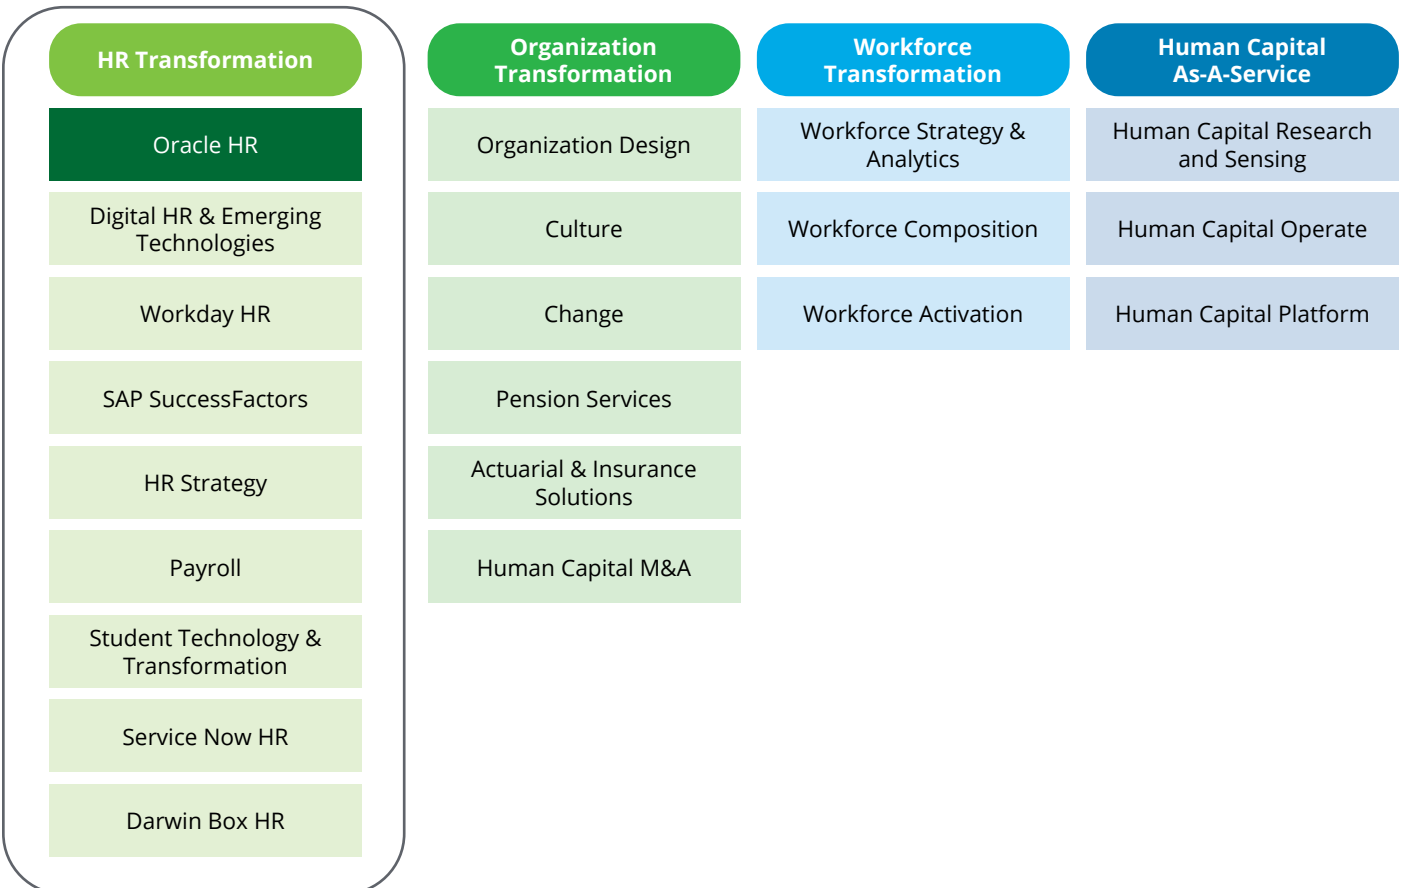 HR Transformation
Oracle HR
Digital HR & Emerging
Technologies
Workday HR
SAP SuccessFactors
HR Strategy
Payroll
Student Technology &
Transformation
Service Now HR
Darwin Box HR
Organization
Transformation
Organization Design
Culture
Change
Pension Services
Actuarial & Insurance
Solutions
Human Capital M&A
Workforce
Transformation
Workforce Strategy &
Analytics
Workforce Composition
Workforce Activation
Human Capital
As-A-Service
Human Capital Research
and Sensing
Human Capital Operate
Human Capital Platform